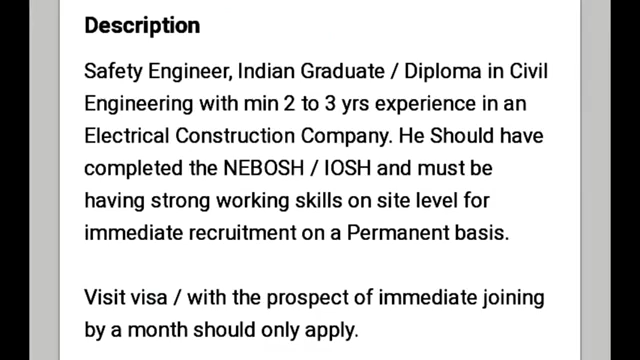 Description
Safety Engineer, Indian Graduate / Diploma in Civil
Engineering with min 2 to 3 yrs experience in an
Electrical Construction Company. He Should have
completed the NEBOSH / IOSH and must be
having strong working skills on site level for
immediate recruitment on a Permanent basis.
Visit visa / with the prospect of immediate joining
by a month should only apply.